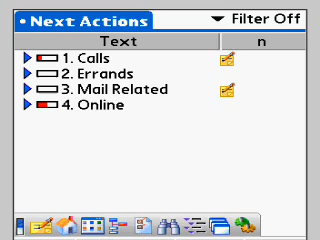 • Next Actions
Filter Off
Text n
1. Calls
2. Errands
3. Mail Related
4. Online